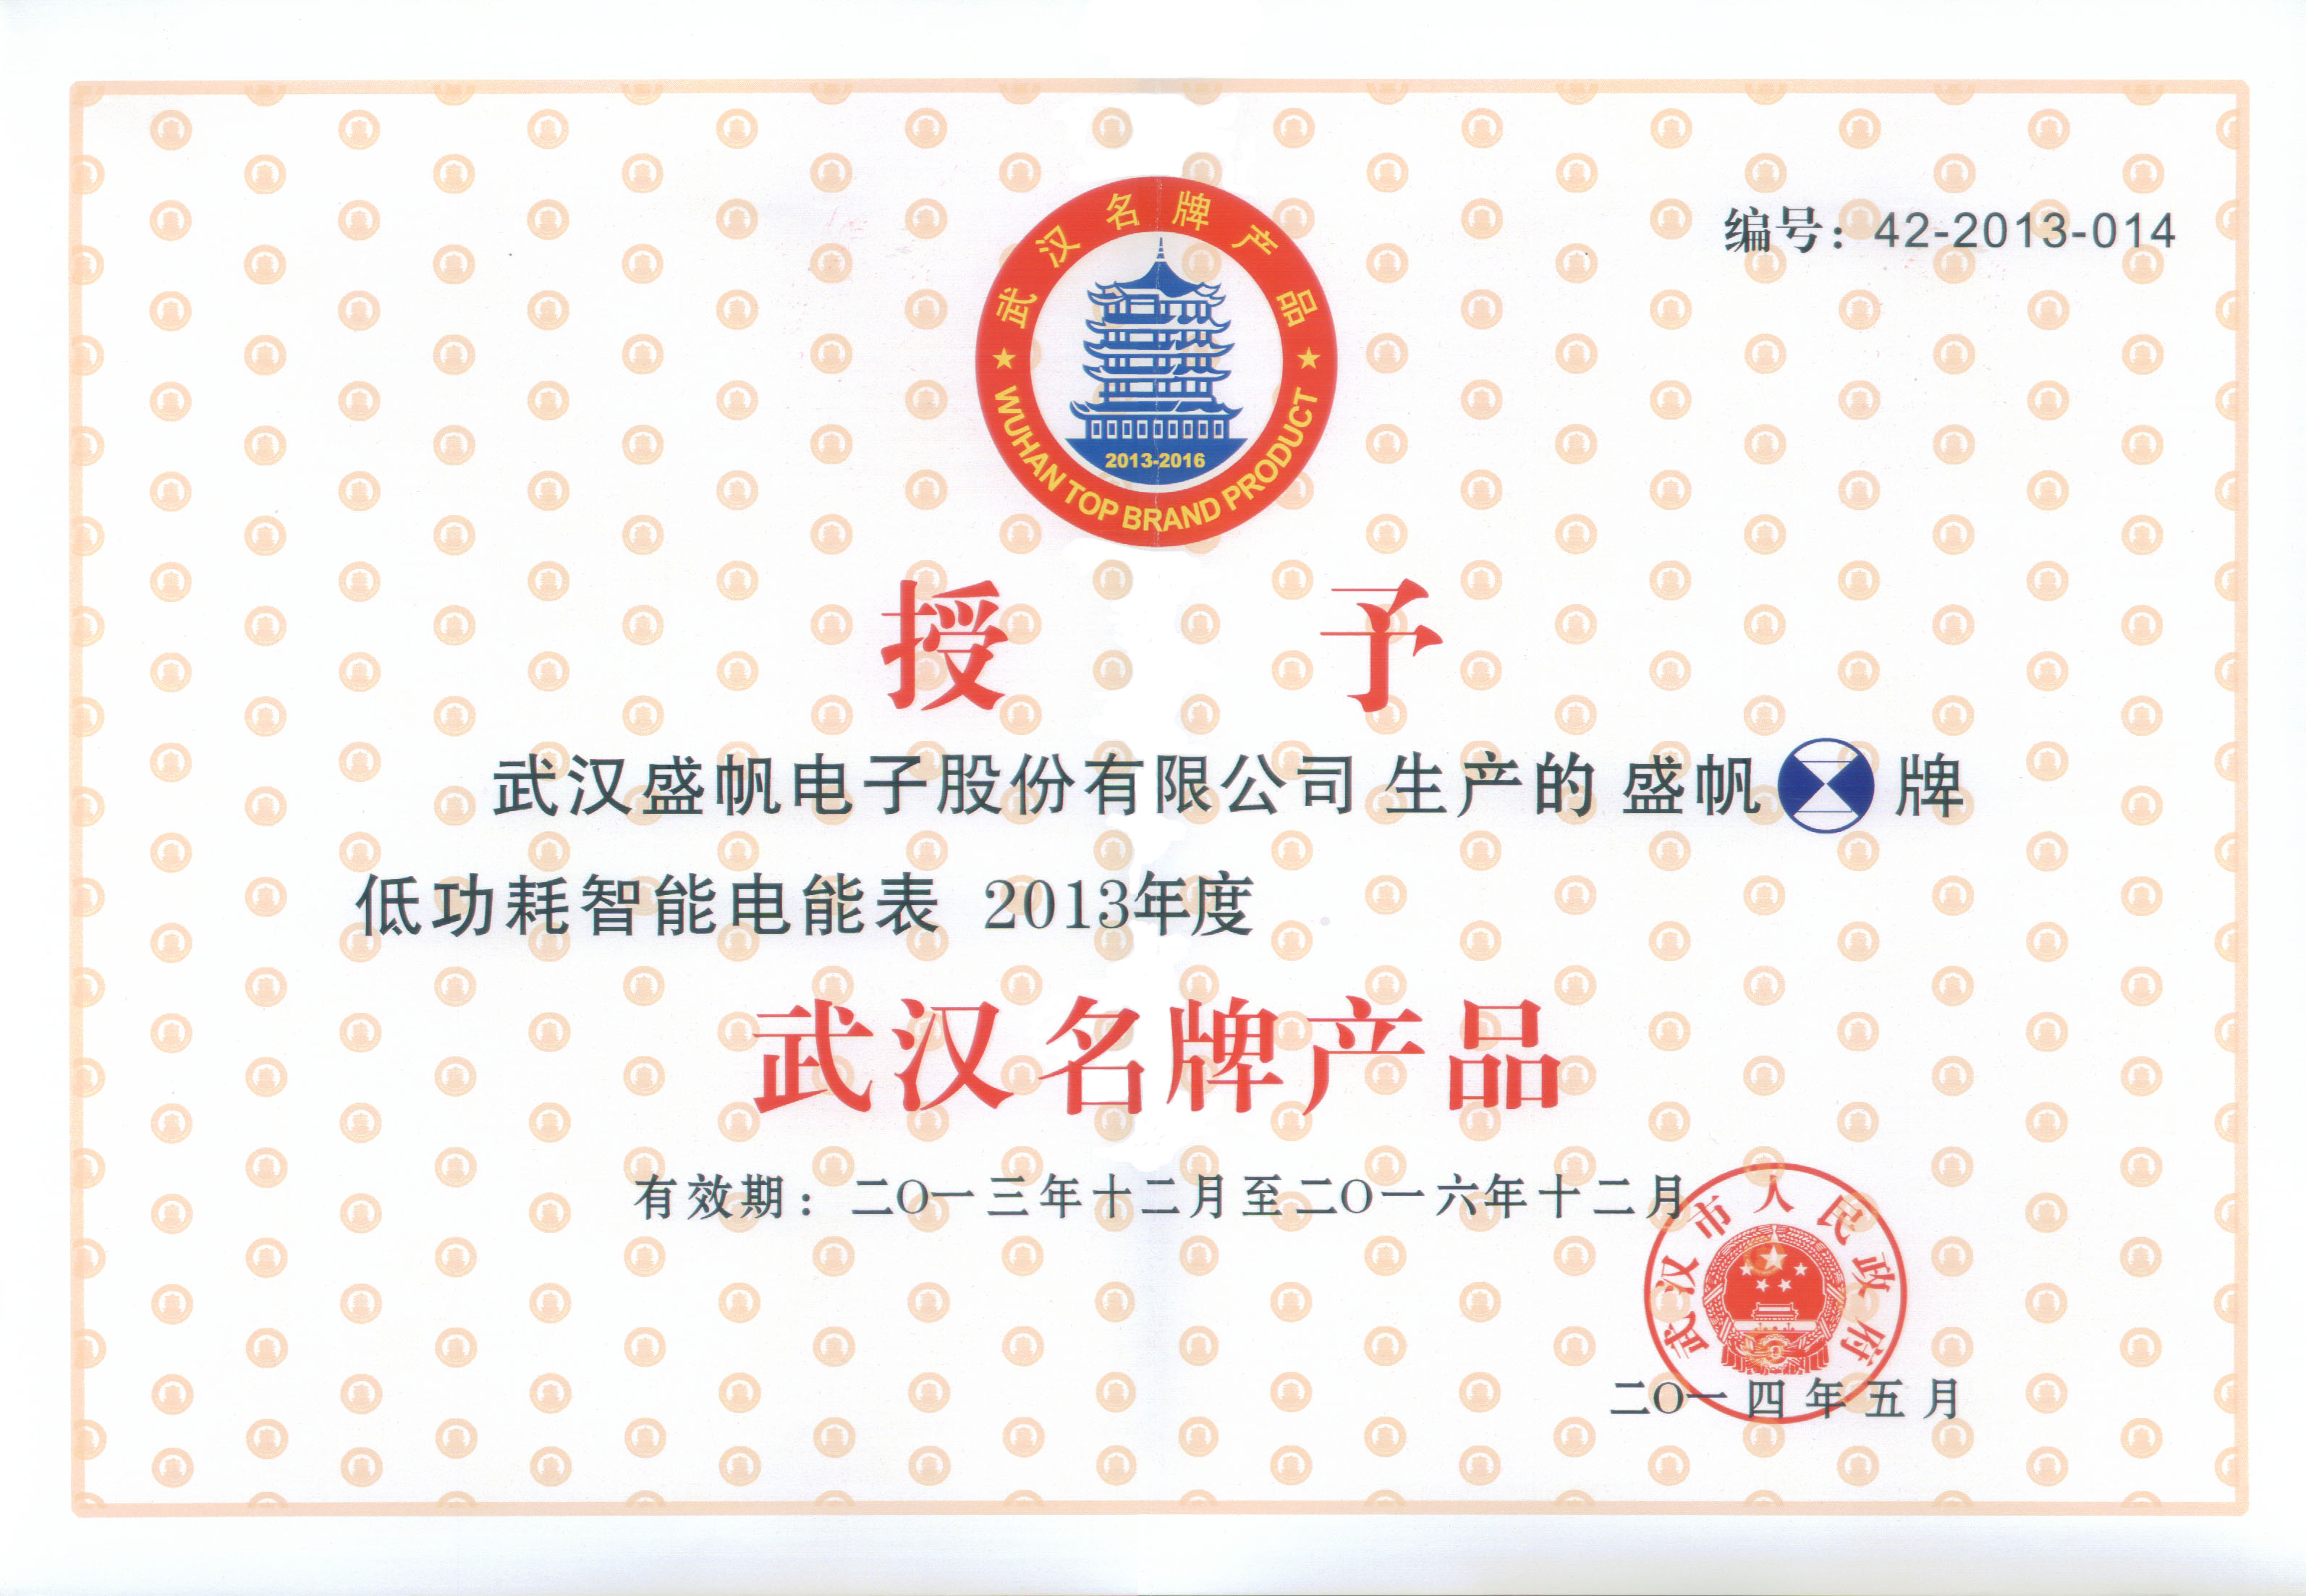 武汉名牌产品
编号：42-2013-014
2013-2016
WUHAN TOP BRAND PRODUCT
授予
武汉盛帆电子股份有限公司 生产的 盛帆 牌
低功耗智能电能表 2013年度
武汉名牌产品
有效期：二〇一三年十二月至二〇一六年十二月
武汉市人民政府
二〇一四年五月